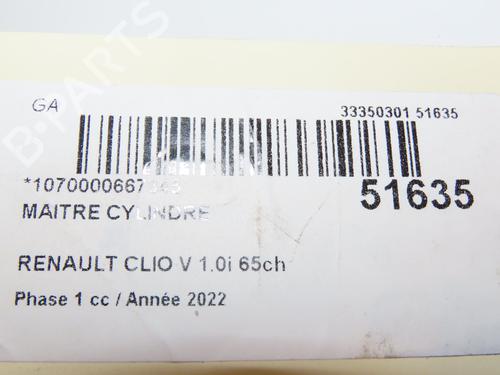 GA
33350301 51635
51635
MAITRE CYLINDRE
RENAULT CLIO V 1.0i 65ch
Phase 1 cc / Année 2022
B-PARTS